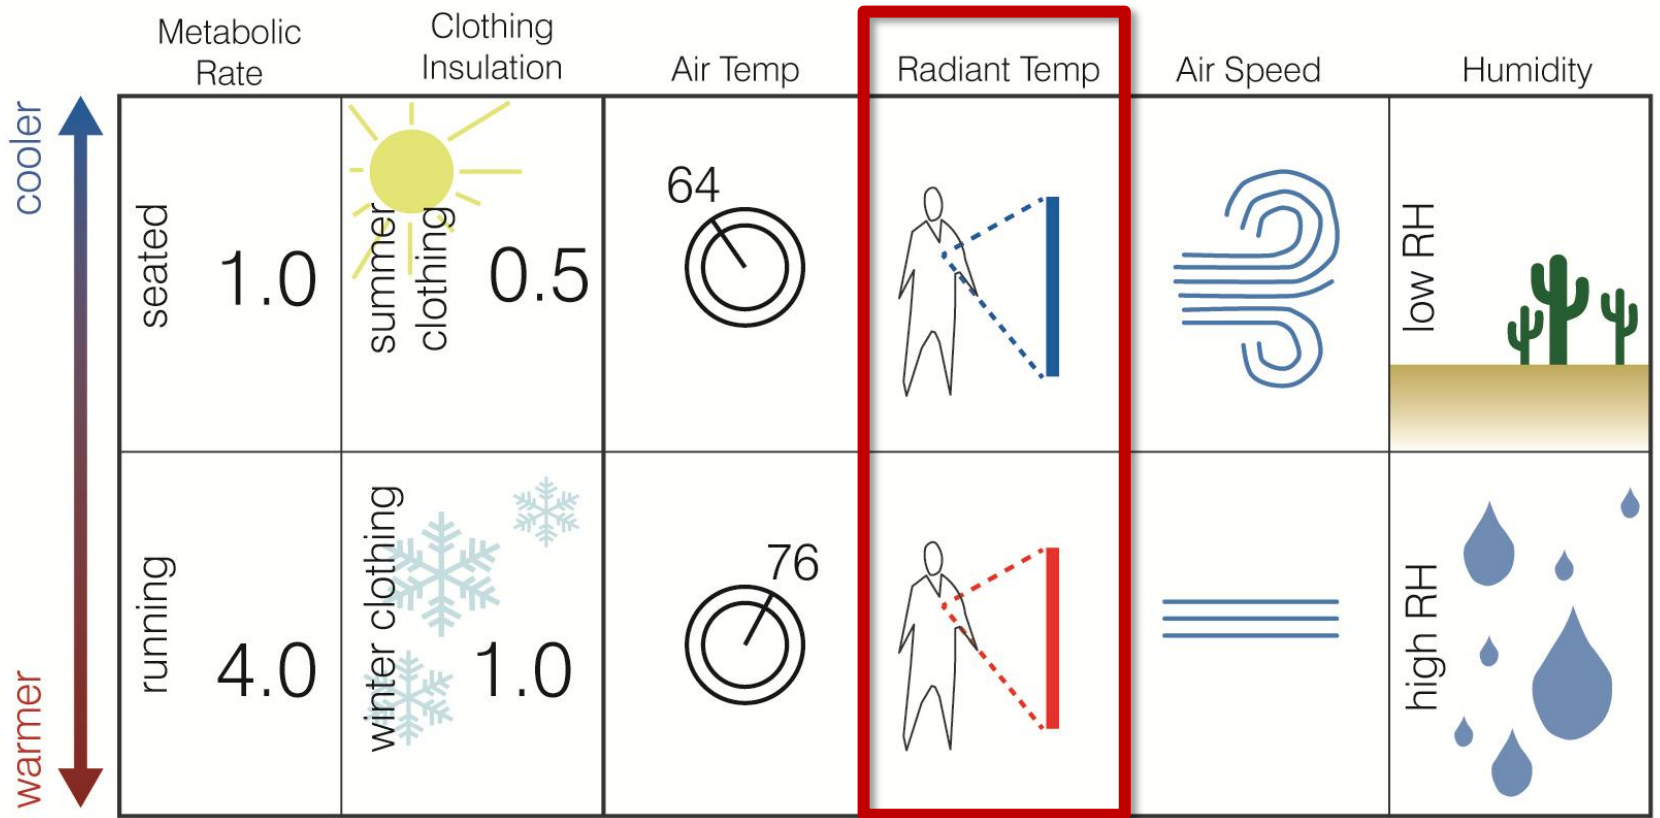 Metabolic
Rate
Clothing
Insulation
Air Temp
Radiant Temp
Air Speed
Humidity
cooler
seated
1.0
summer
clothing
0.5
64
low RH
warmer
running
4.0
winter clothing
1.0
76
high RH